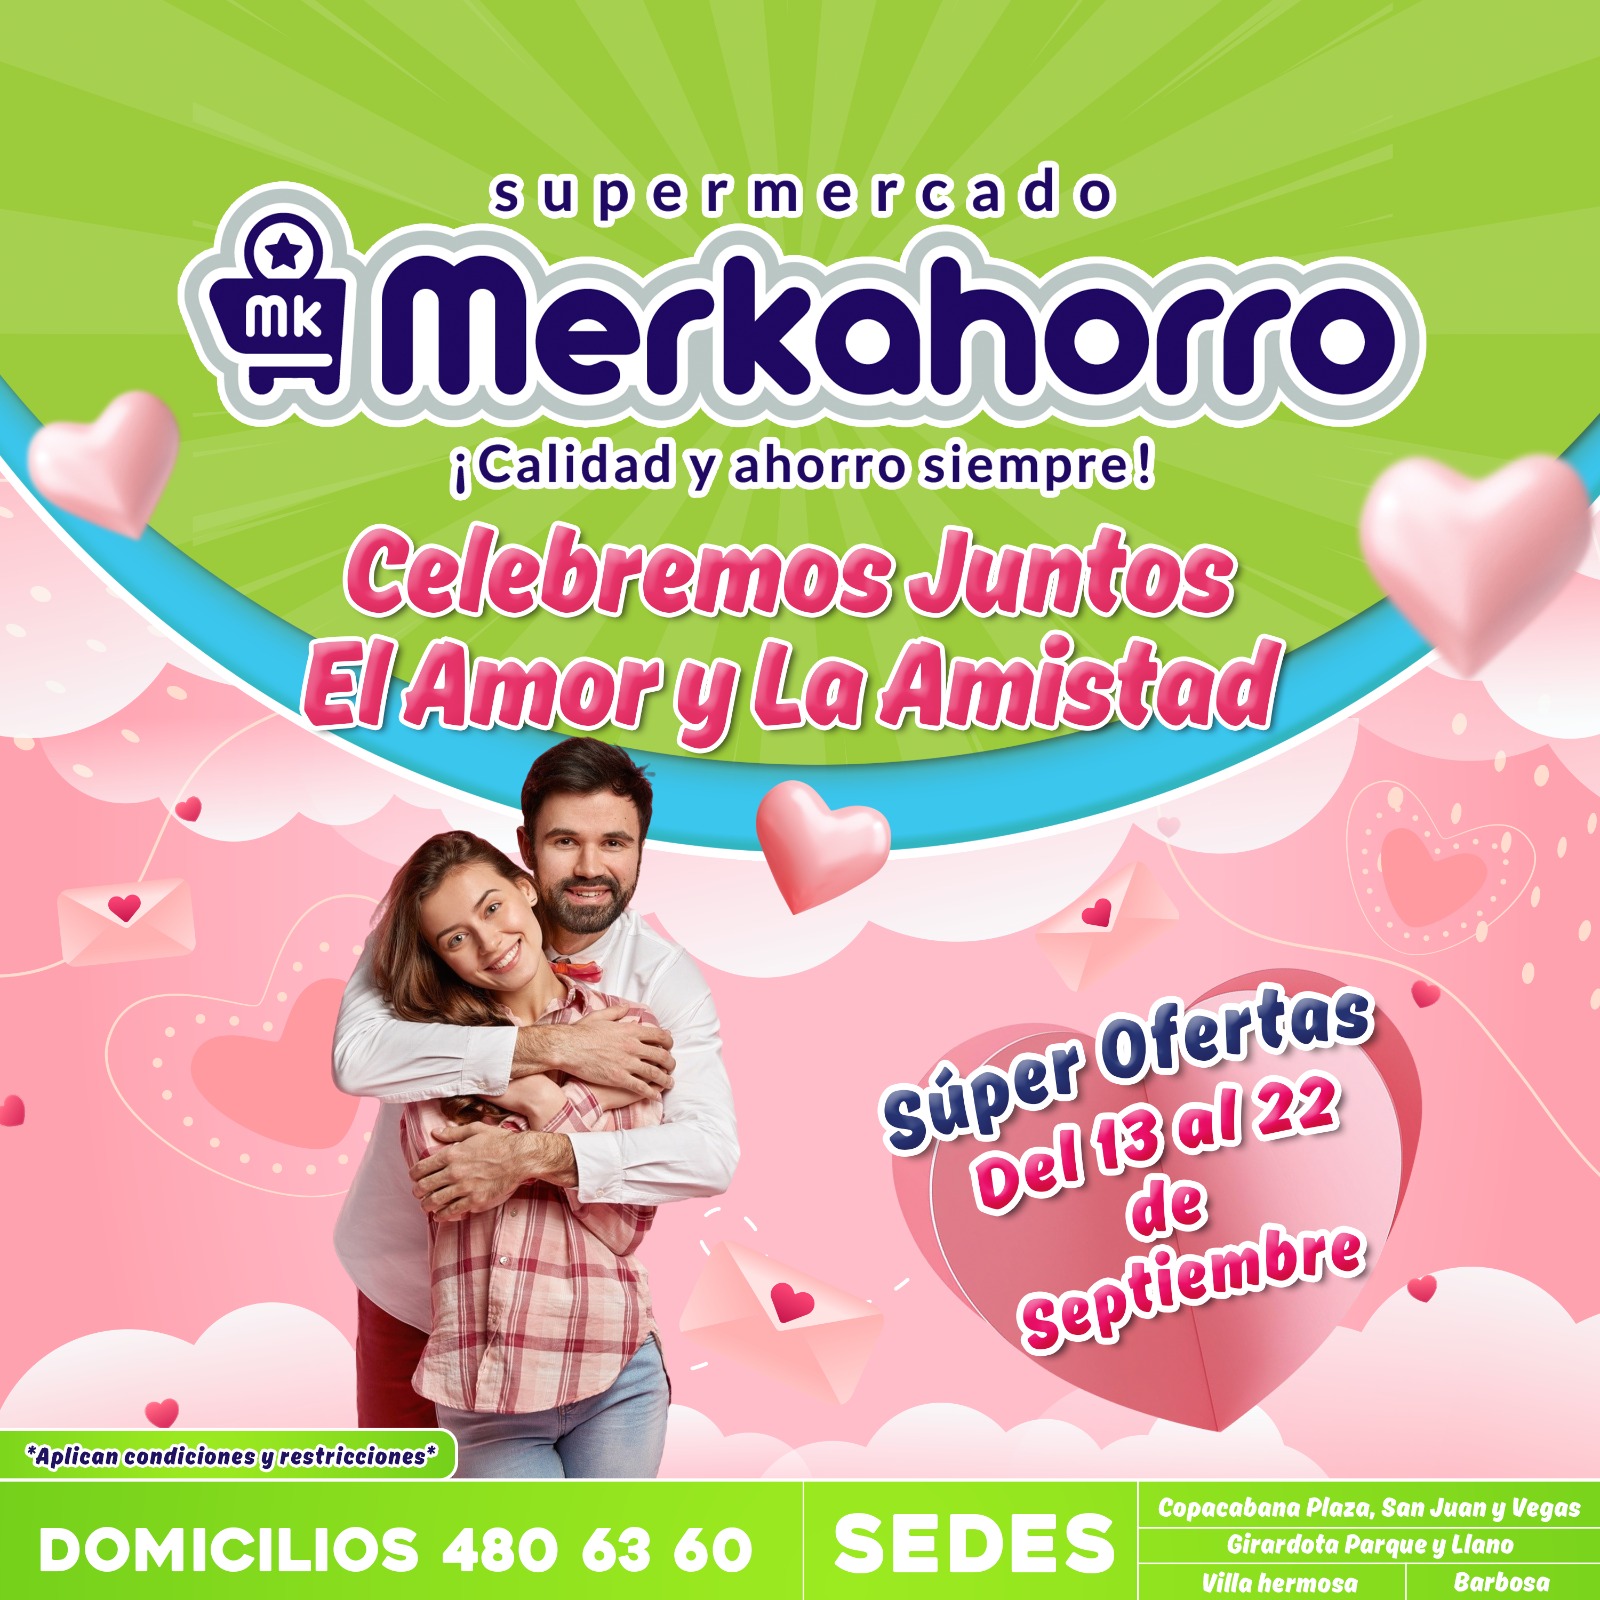 supermercado
mk
Merkahorro
¡Calidad y ahorro siempre!
Celebremos Juntos
El Amor y La Amistad
Súper Ofertas
Del 13 al 22
de
Septiembre
*Aplican condiciones y restricciones*
DOMICILIOS 480 63 60
SEDES
Copacabana Plaza, San Juan y Vegas
Girardota Parque y Llano
Villa hermosa
Barbosa